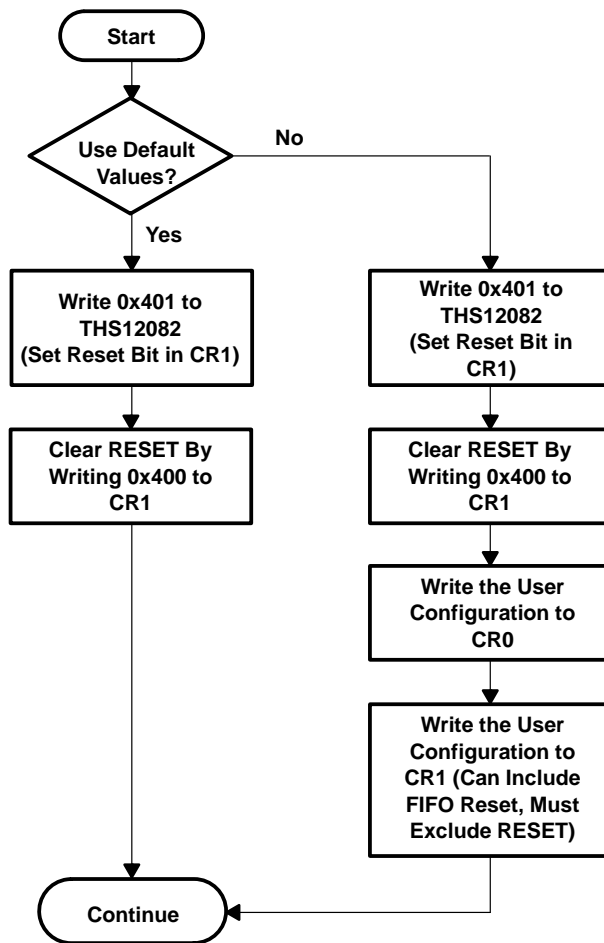 Start
Use Default
Values?
No
Yes
Write 0x401 to
THS12082
(Set Reset Bit in CR1)
Clear RESET By
Writing 0x400 to
CR1
Write 0x401 to
THS12082
(Set Reset Bit in
CR1)
Clear RESET By
Writing 0x400 to
CR1
Write the User
Configuration to
CR0
Write the User
Configuration to
CR1 (Can Include
FIFO Reset, Must
Exclude RESET)
Continue